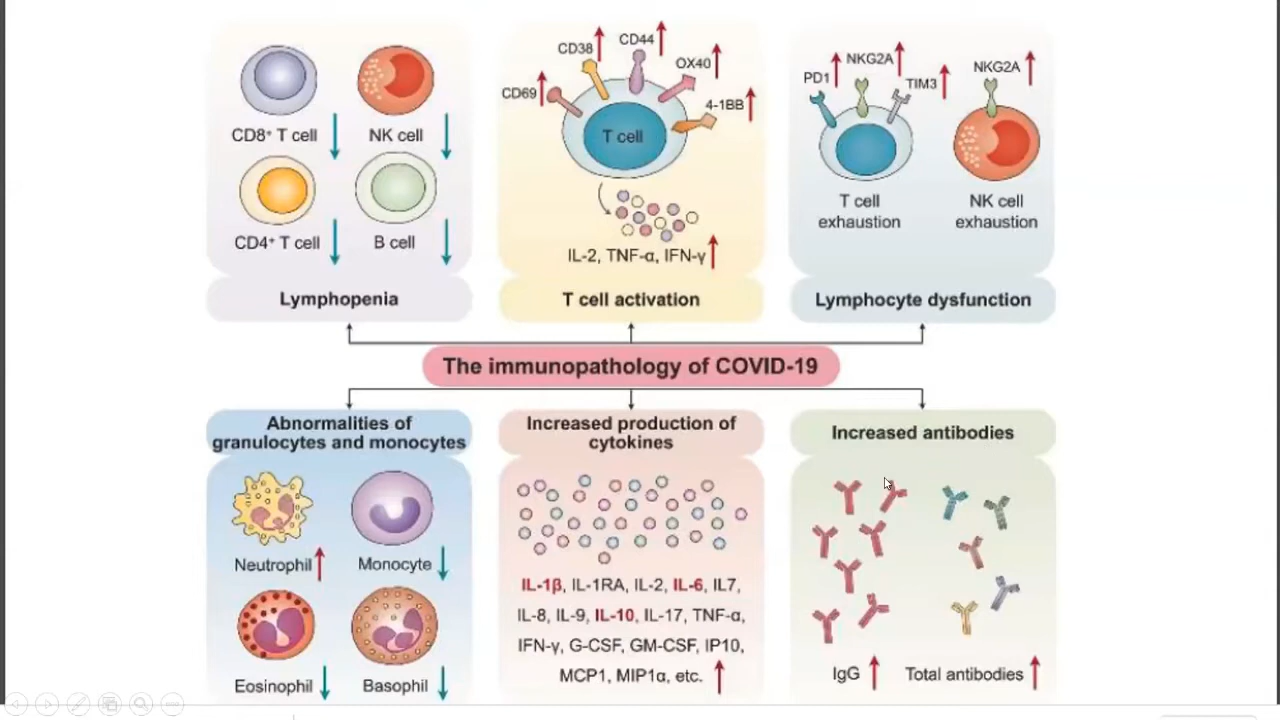 CD8⁺ T cell
NK cell
CD4⁺ T cell
B cell
Lymphopenia
CD69
CD38
CD44
OX40
4-1BB
T cell
IL-2, TNF-α, IFN-γ
T cell activation
PD1
NKG2A
TIM3
NKG2A
T cell
exhaustion
NK cell
exhaustion
Lymphocyte dysfunction
The immunopathology of COVID-19
Abnormalities of
granulocytes and monocytes
Neutrophil
Monocyte
Eosinophil
Basophil
Increased production of
cytokines
IL-1β, IL-1RA, IL-2, IL-6, IL7,
IL-8, IL-9, IL-10, IL-17, TNF-α,
IFN-γ, G-CSF, GM-CSF, IP10,
MCP1, MIP1α, etc.
Increased antibodies
IgG
Total antibodies